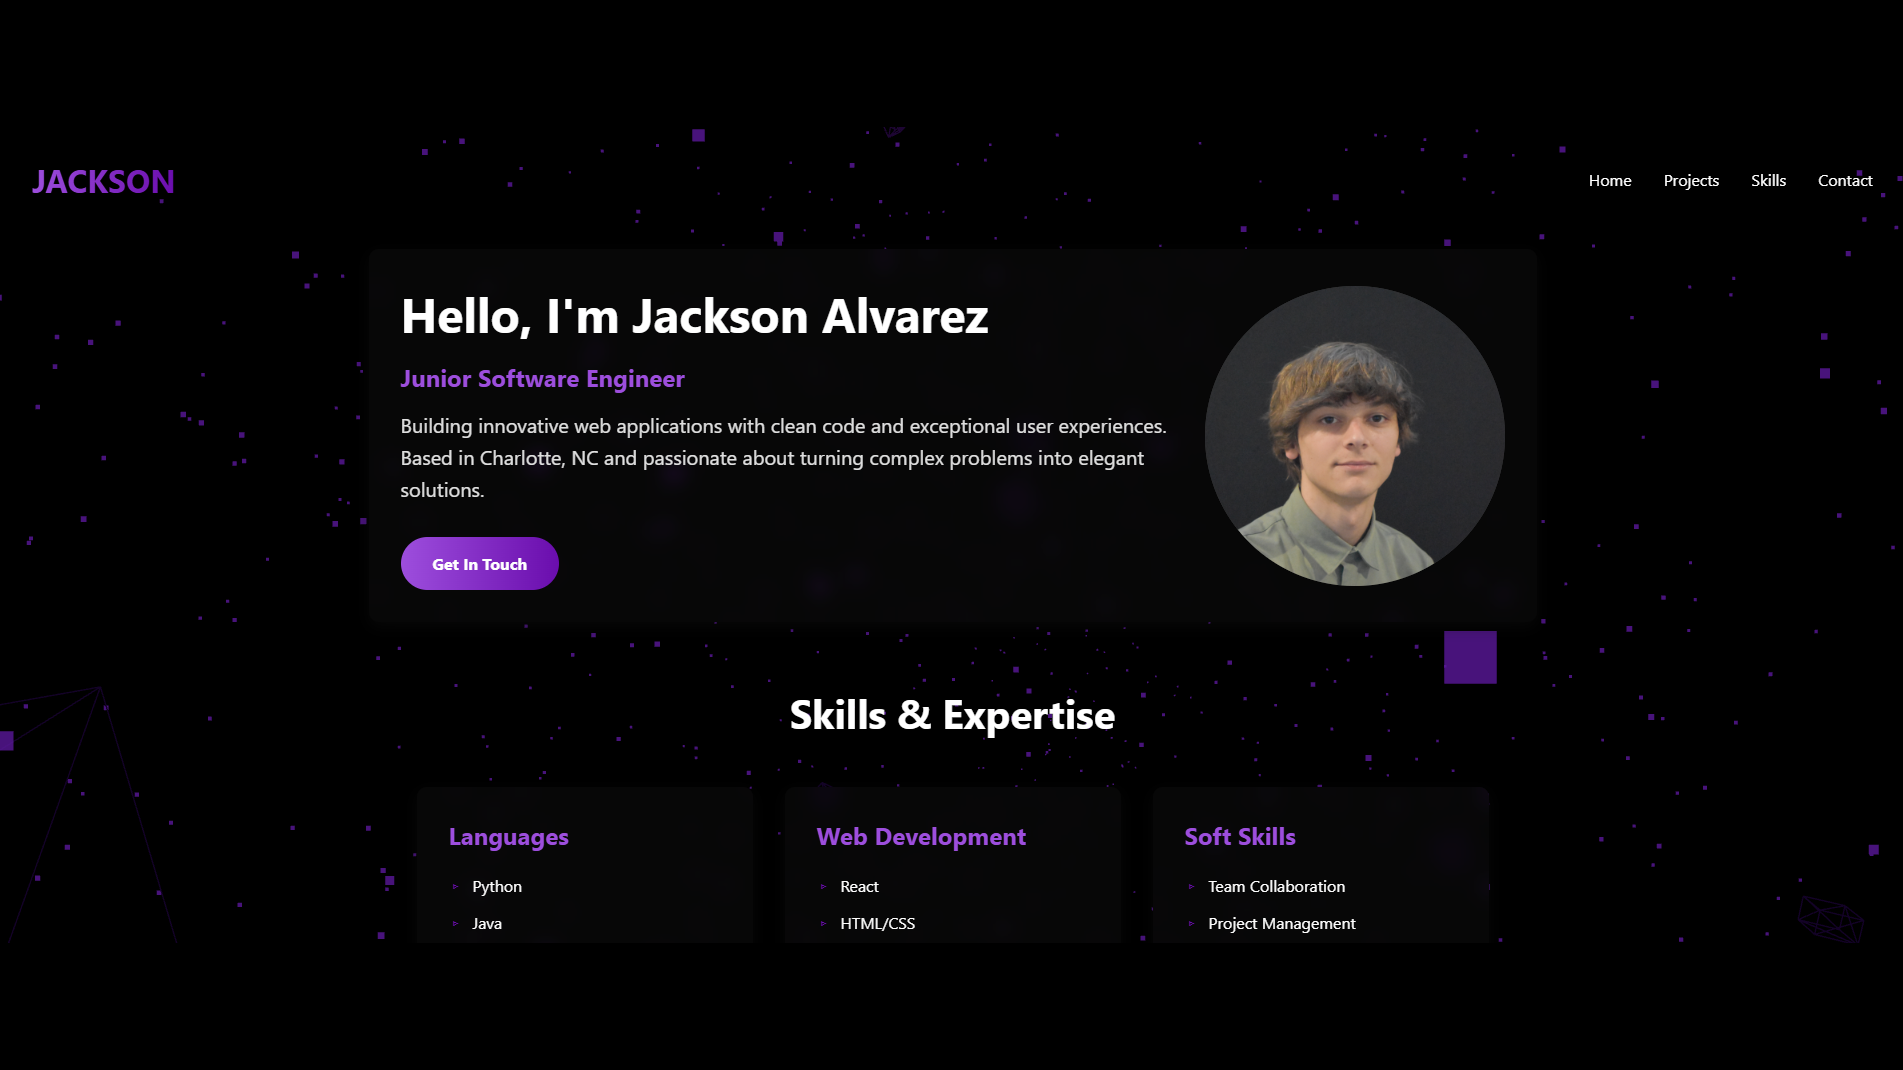 JACKSON
Home Projects Skills Contact
Hello, I'm Jackson Alvarez
Junior Software Engineer
Building innovative web applications with clean code and exceptional user experiences.
Based in Charlotte, NC and passionate about turning complex problems into elegant
solutions.
Get In Touch
Skills & Expertise
Languages
Python
Java
Web Development
React
HTML/CSS
Soft Skills
Team Collaboration
Project Management